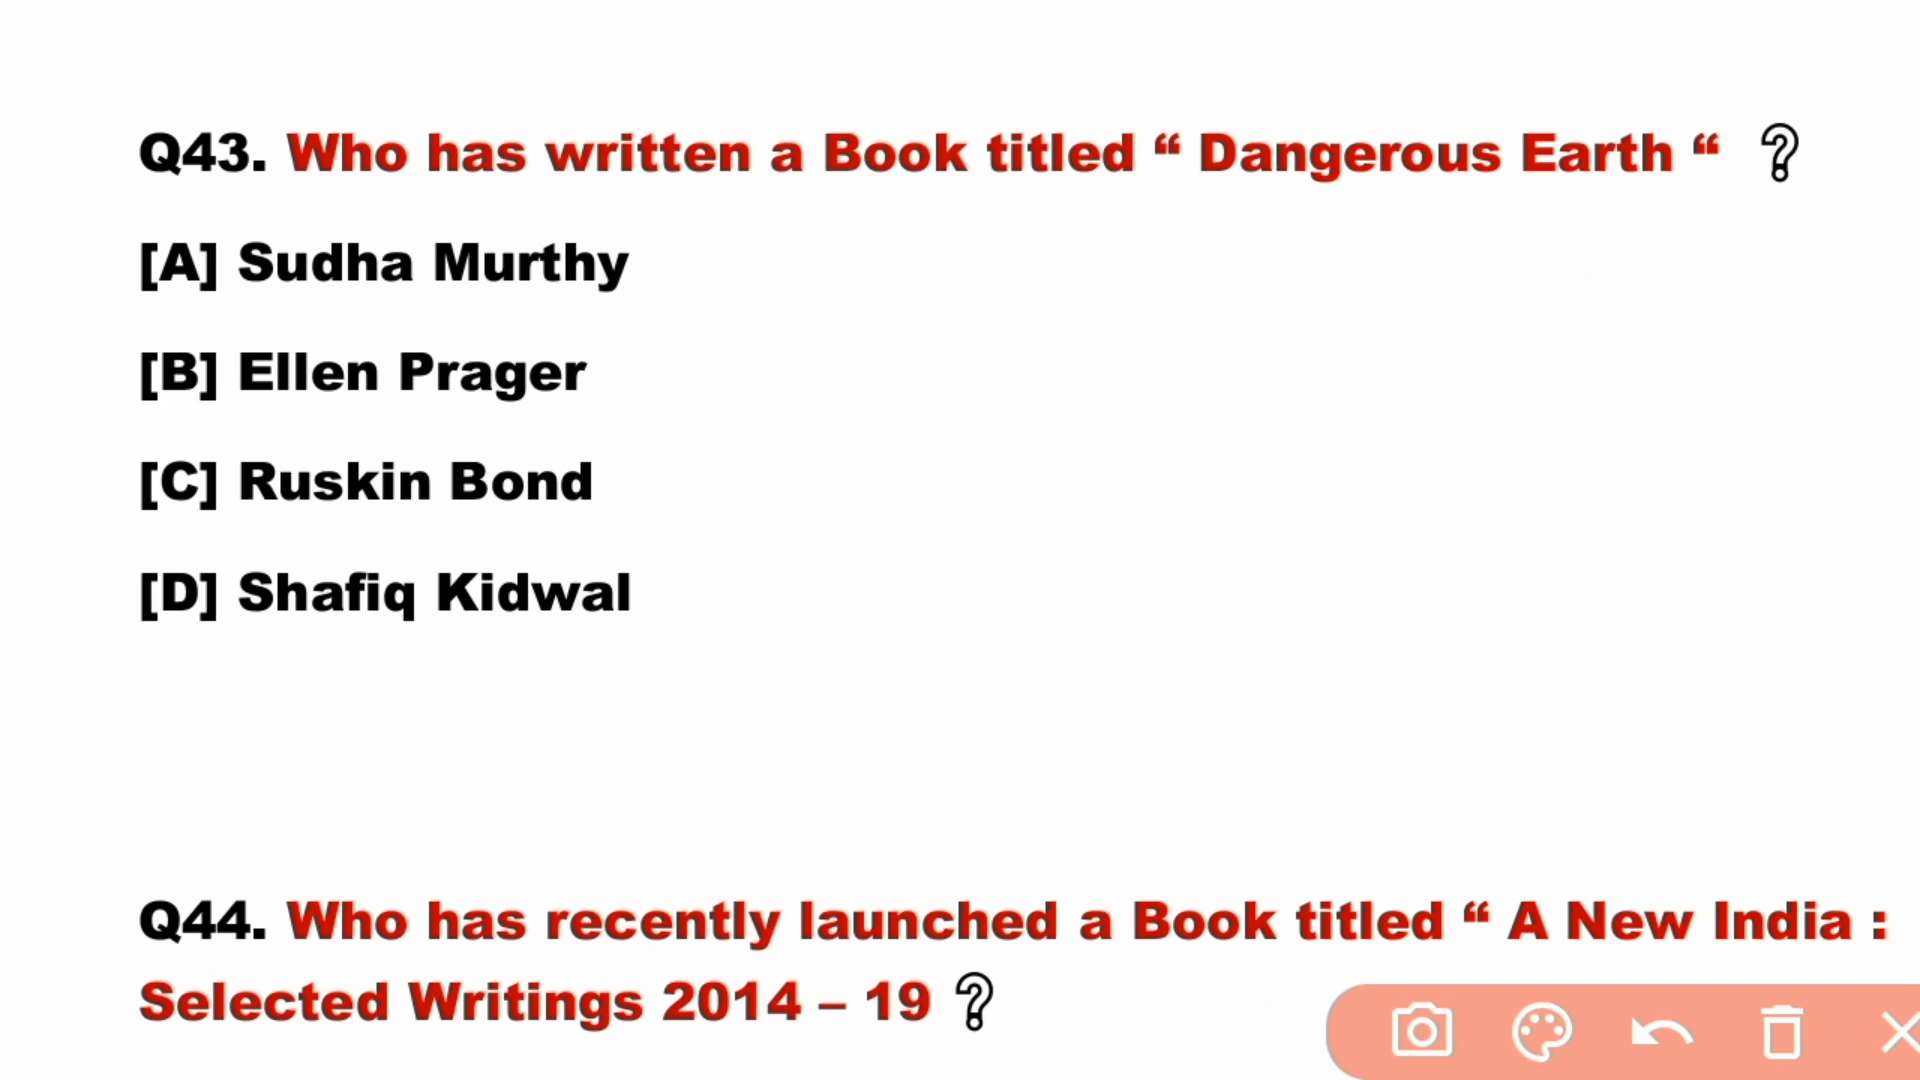 Q43. Who has written a Book titled “ Dangerous Earth “ ?
[A] Sudha Murthy
[B] Ellen Prager
[C] Ruskin Bond
[D] Shafiq Kidwal
Q44. Who has recently launched a Book titled “ A New India :
Selected Writings 2014 – 19 ?